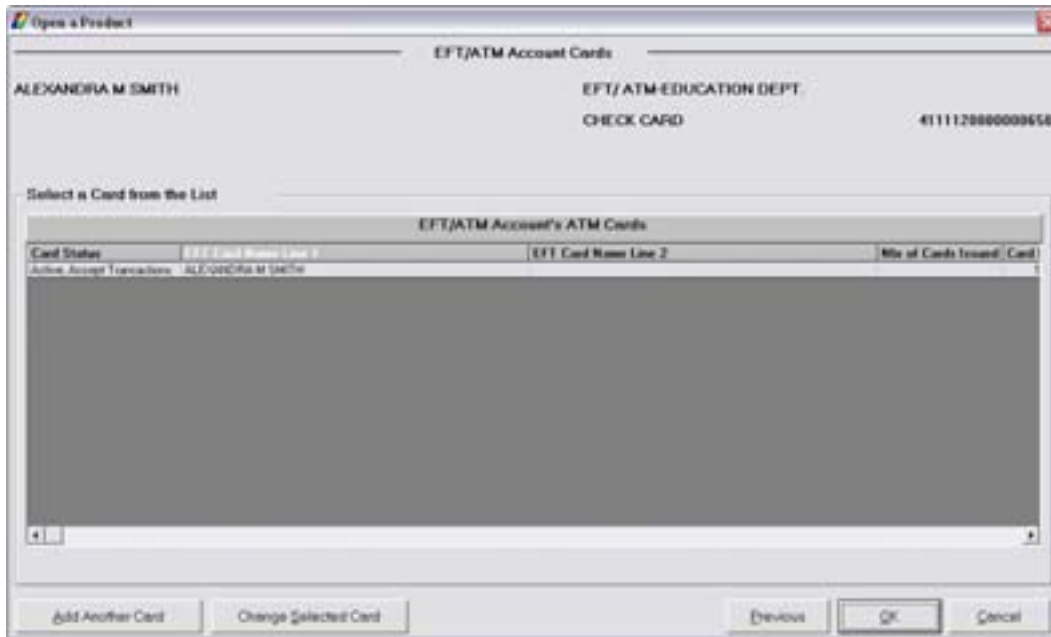 Open a Product
EFT/ATM Account Cards
ALEXANDRA M SMITH
EFT/ ATM-EDUCATION DEPT.
CHECK CARD
Select a Card from the List
EFT/ATM Account's ATM Cards
Card Status EFT Card Name Line 1 EFT Card Name Line 2 Nbr of Cards Issued Card
Active, Accept Transactions ALEXANDRA M SMITH
Add Another Card Change Selected Card Previous OK Cancel